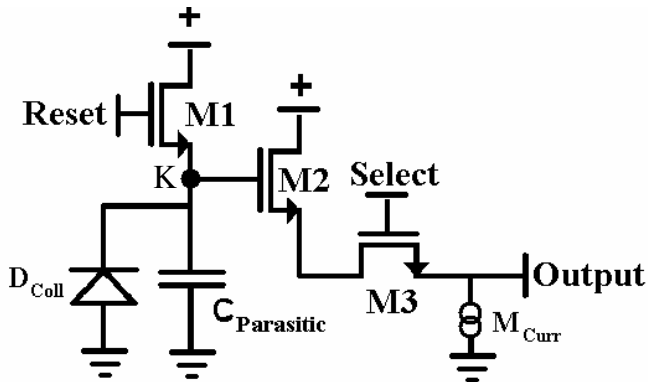 +
+
Reset
M1
K
M2
Select
D Coll
C Parasitic
M3
Output
M Curr